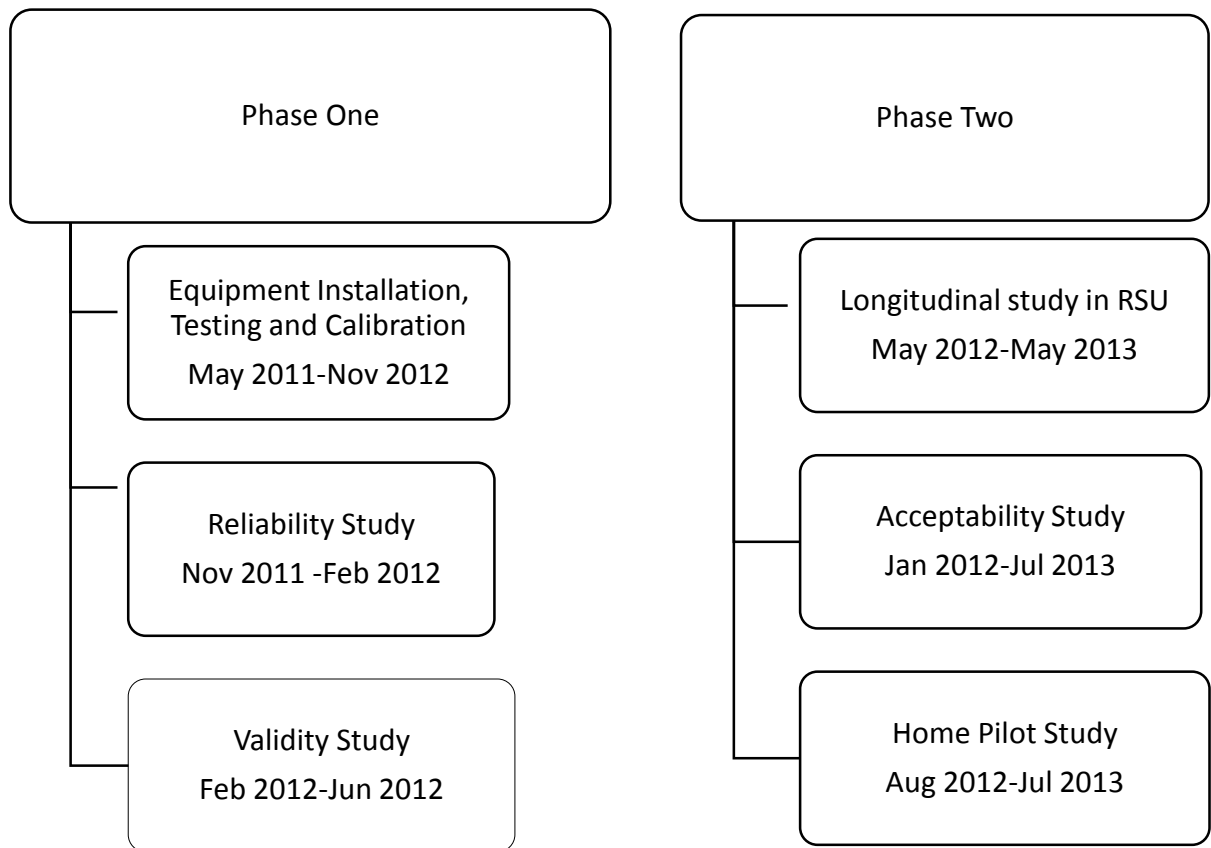 Phase One
Equipment Installation,
Testing and Calibration
May 2011-Nov 2012
Reliability Study
Nov 2011 -Feb 2012
Validity Study
Feb 2012-Jun 2012
Phase Two
Longitudinal study in RSU
May 2012-May 2013
Acceptability Study
Jan 2012-Jul 2013
Home Pilot Study
Aug 2012-Jul 2013